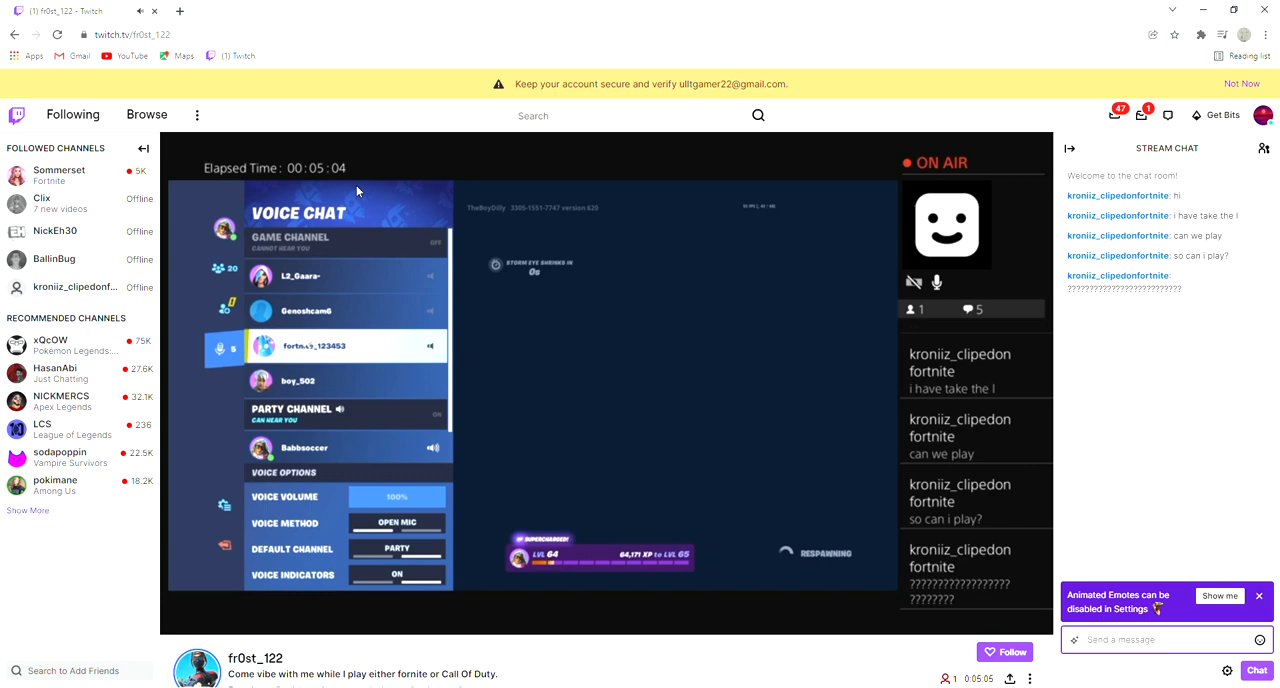 (1) fr0st_122 - Twitch
twitch.tv/fr0st_122
Apps Gmail YouTube Maps (1) Twitch Reading list
Keep your account secure and verify ulltgamer22@gmail.com. Not Now
Following Browse Search 47 1 Get Bits
FOLLOWED CHANNELS
Sommerset 5K
Fortnite
Clix Offline
7 new videos
NickEh30 Offline
BallinBug Offline
kroniiz_clipedonf... Offline
RECOMMENDED CHANNELS
xQcOW 75K
Pokémon Legends:...
HasanAbi 27.6K
Just Chatting
NICKMERCS 32.1K
Apex Legends
LCS 236
League of Legends
sodapoppin 22.5K
Vampire Survivors
pokimane 18.2K
Among Us
Show More
Search to Add Friends
Elapsed Time: 00:05:04
VOICE CHAT
GAME CHANNEL OFF
CANNOT HEAR YOU
20
L2_Gaara-
GenoshcamG
5
boy_502
PARTY CHANNEL ON
CAN HEAR YOU
Babbsoccer
VOICE OPTIONS
VOICE VOLUME 100%
VOICE METHOD OPEN MIC
DEFAULT CHANNEL PARTY
VOICE INDICATORS ON
TheBoyDilly 3305-1551-7747 version 620
STORM EYE SHRINKS IN
0s
SUPERCHARGED!
LVL 64 64,171 XP to LVL 65
RESPAWNING
ON AIR
1 5
kroniiz_clipedon
fortnite
i have take the l
kroniiz_clipedon
fortnite
can we play
kroniiz_clipedon
fortnite
so can i play?
kroniiz_clipedon
fortnite
??????????????????
????????
fr0st_122
Come vibe with me while I play either fornite or Call Of Duty.
Follow
1 0:05:05
STREAM CHAT
Welcome to the chat room!
kroniiz_clipedonfortnite: hi
kroniiz_clipedonfortnite: i have take the l
kroniiz_clipedonfortnite: can we play
kroniiz_clipedonfortnite: so can i play?
kroniiz_clipedonfortnite:
??????????????????????????
Animated Emotes can be
disabled in Settings
Show me
Send a message
Chat